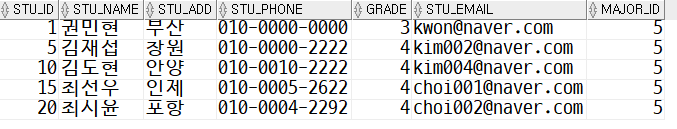 STU_ID STU_NAME STU_ADD STU_PHONE GRADE STU_EMAIL MAJOR_ID
1 권민현 부산 010-0000-0000 3 kwon@naver.com 5
5 김재섭 장원 010-0000-2222 4 kim002@naver.com 5
10 김도현 안양 010-0010-2222 4 kim004@naver.com 5
15 최선우 인제 010-0005-2622 4 choi001@naver.com 5
20 최시윤 포항 010-0004-2292 4 choi002@naver.com 5